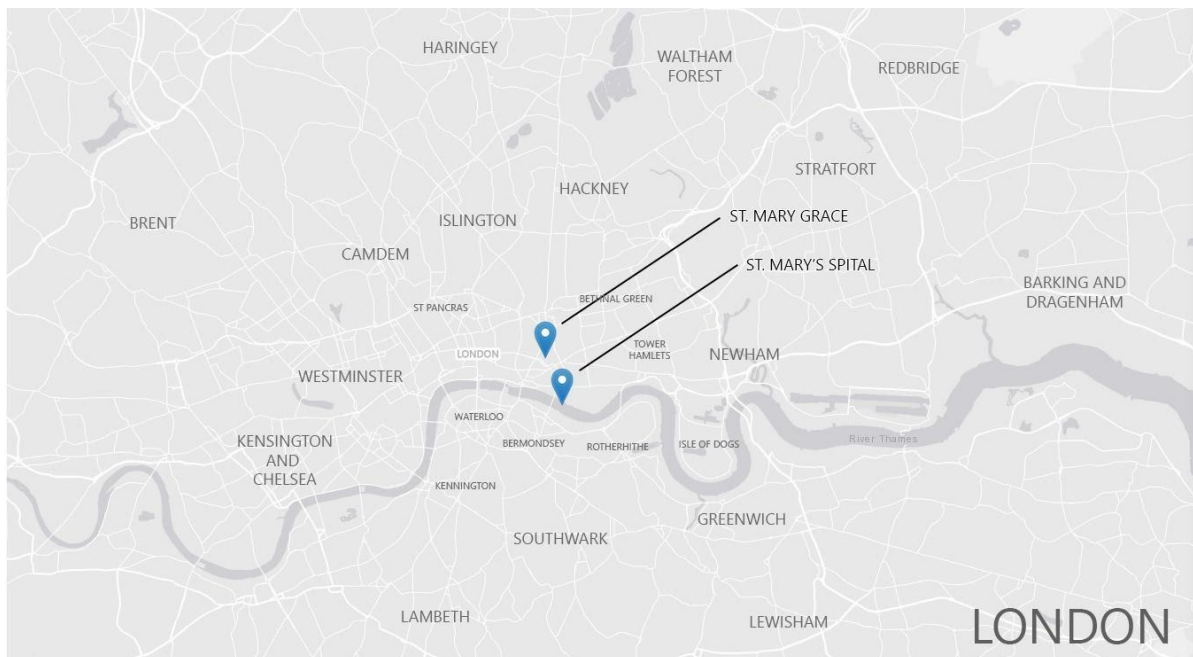 HARINGEY
WALTHAM
FOREST
REDBRIDGE
STRATFORT
HACKNEY
ST. MARY GRACE
ISLINGTON
BRENT
CAMDEM
ST. MARY'S SPITAL
BARKING AND
DRAGENHAM
BETHNAL GREEN
ST PANCRAS
TOWER
HAMLETS
LONDON
NEWHAM
WESTMINSTER
WATERLOO
KENSINGTON
AND
CHELSEA
BERMONDSEY
ROTHERHITHE
ISLE OF DOGS
River Thames
KENNINGTON
GREENWICH
SOUTHWARK
LAMBETH
LEWISHAM
LONDON